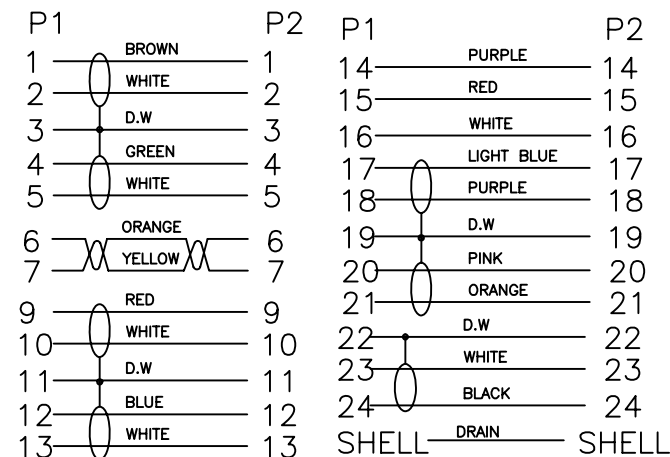 P1 P2
1 BROWN 1
2 WHITE 2
3 D.W 3
4 GREEN 4
5 WHITE 5
6 ORANGE 6
7 YELLOW 7
9 RED 9
10 WHITE 10
11 D.W 11
12 BLUE 12
13 WHITE 13
P1 P2
14 PURPLE 14
15 RED 15
16 WHITE 16
17 LIGHT BLUE 17
18 PURPLE 18
19 D.W 19
20 PINK 20
21 ORANGE 21
22 D.W 22
23 WHITE 23
24 BLACK 24
SHELL DRAIN SHELL